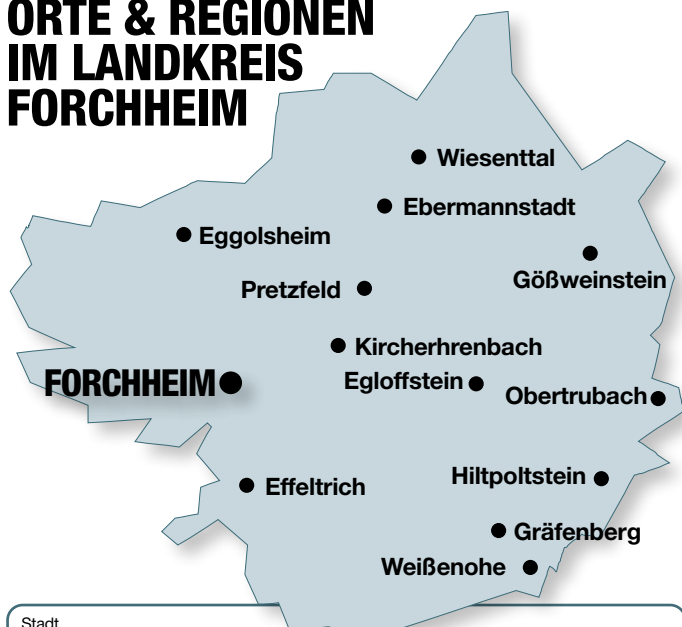 ORTE & REGIONEN
IM LANDKREIS
FORCHHEIM
Wiesenttal
Ebermannstadt
Eggolsheim
Gößweinstein
Pretzfeld
Kircherhrenbach
FORCHHEIM
Egloffstein
Obertrubach
Effeltrich
Hiltpoltstein
Gräfenberg
Weißenohe
Stadt